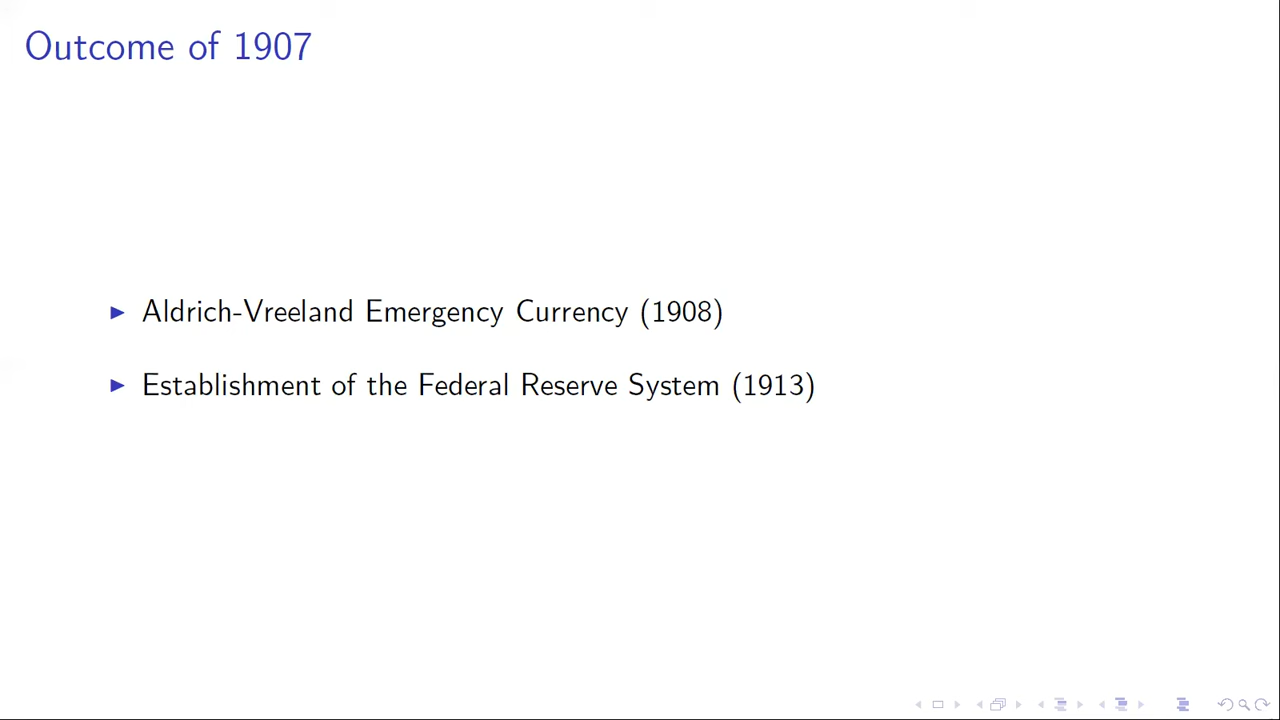 Outcome of 1907
Aldrich-Vreeland Emergency Currency (1908)
Establishment of the Federal Reserve System (1913)